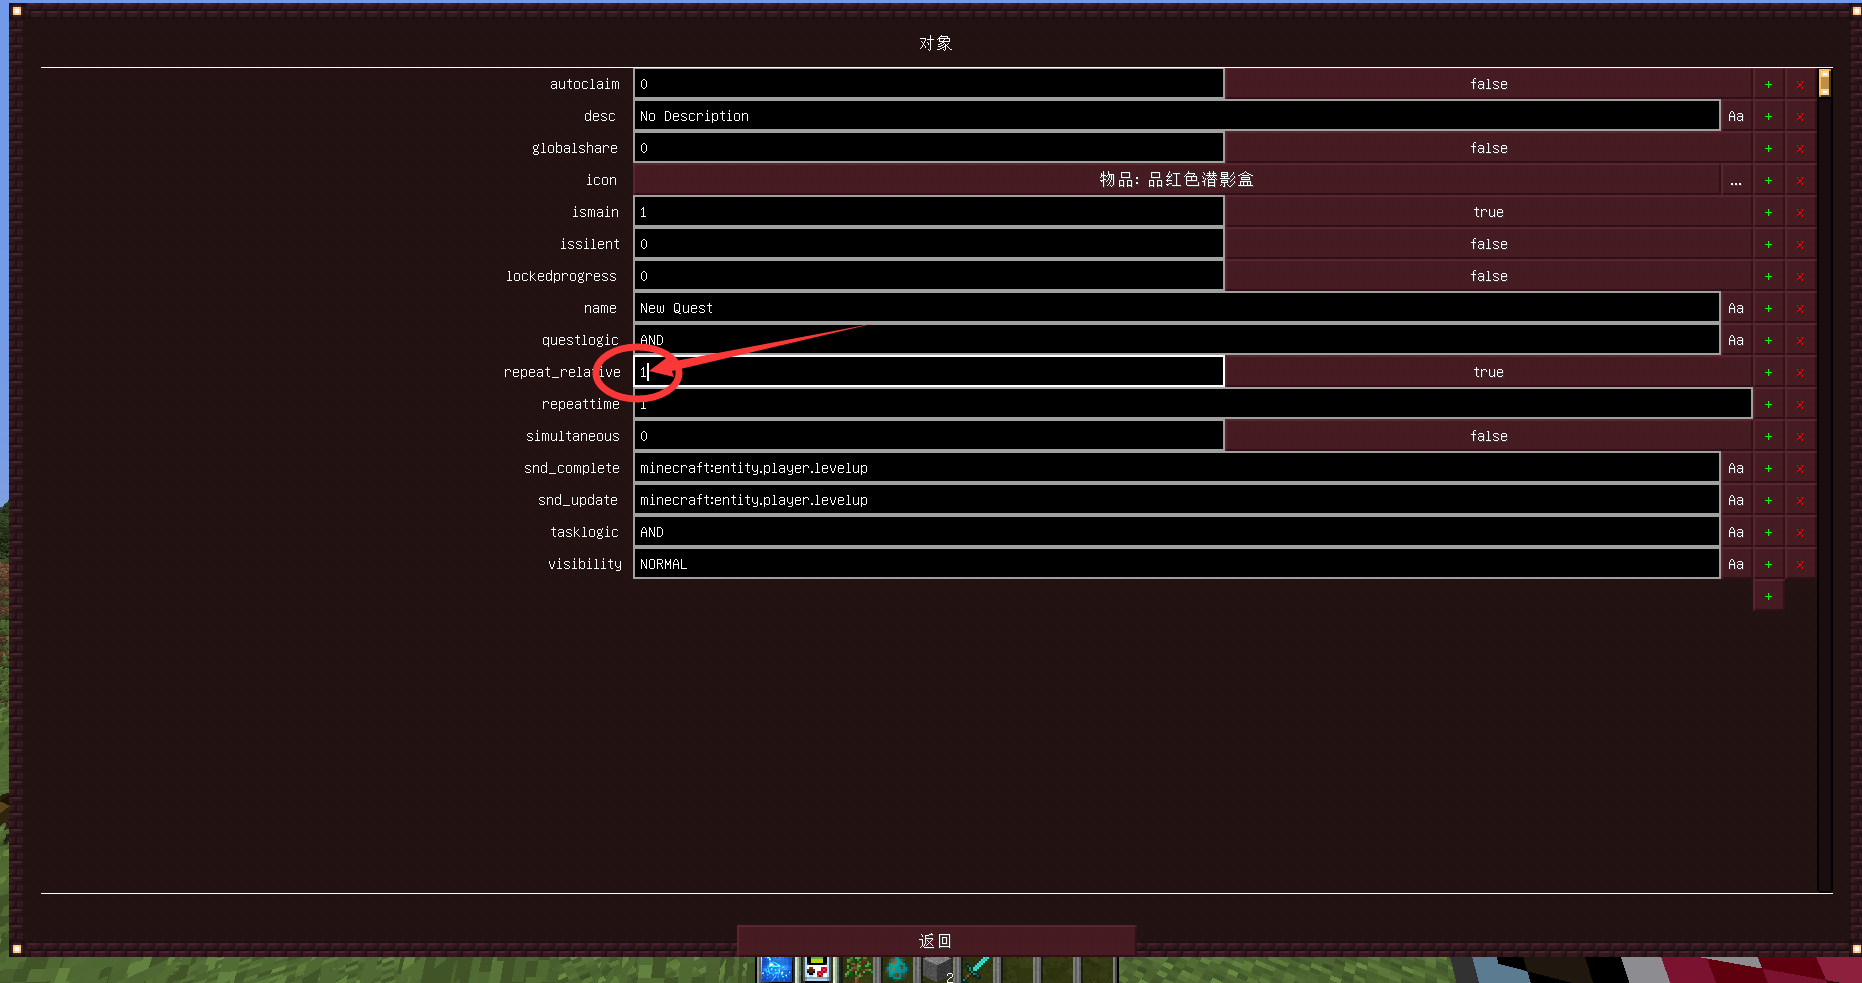 对象
autoclaim 0 false + x
desc No Description Aa + x
globalshare 0 false + x
icon 物品: 品红色潜影盒 ... + x
ismain 1 true + x
issilent 0 false + x
lockedprogress 0 false + x
name New Quest Aa + x
questlogic AND Aa + x
repeat_relative 1 true + x
repeattime 1 + x
simultaneous 0 false + x
snd_complete minecraft:entity.player.levelup Aa + x
snd_update minecraft:entity.player.levelup Aa + x
tasklogic AND Aa + x
visibility NORMAL Aa + x
+
返回
2